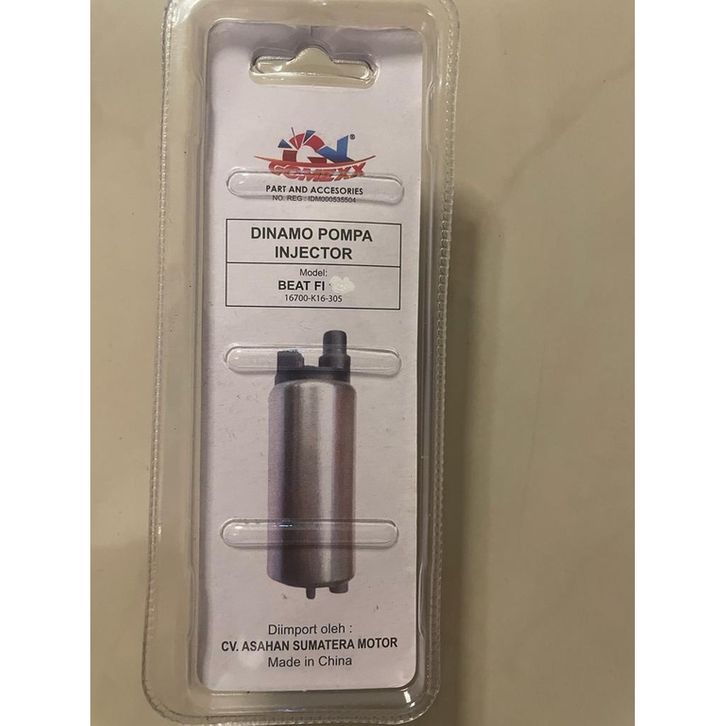 ®
GOMEXX
PART AND ACCESORIES
NO. REG : IDM000535504
DINAMO POMPA
INJECTOR
Model:
BEAT FI
16700-K16-305
Diimport oleh :
CV. ASAHAN SUMATERA MOTOR
Made in China